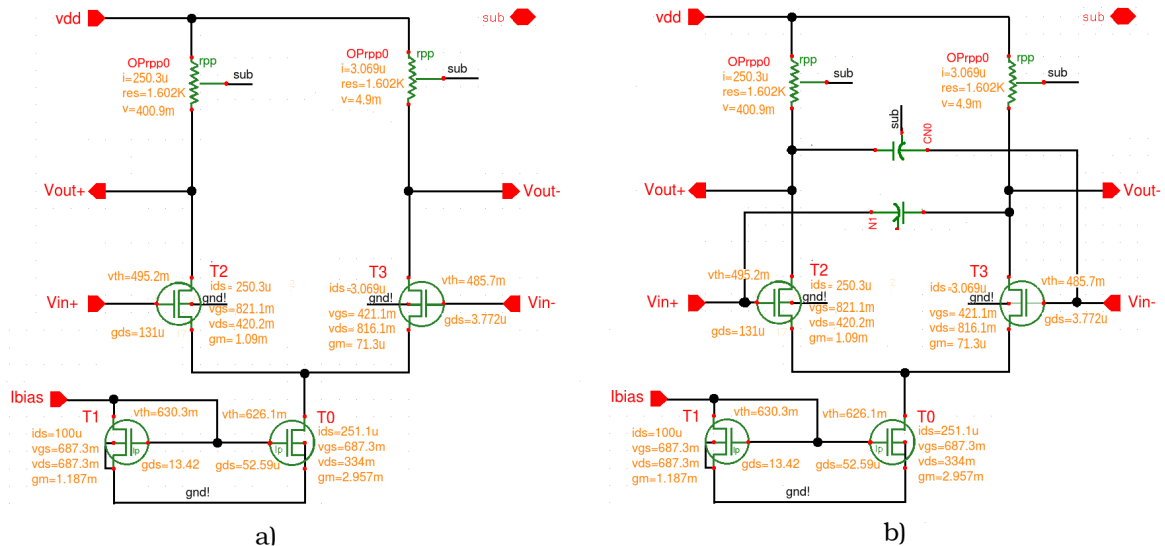 vdd
sub
OPrpp0
rpp
i=250.3u
res=1.602K
v=400.9m
sub
OPrpp0
rpp
i=3.069u
res=1.602K
v=4.9m
sub
Vout+
Vout-
vth=495.2m
T2
ids= 250.3u
gnd!
vgs=821.1m
vds=420.2m
gm= 1.09m
gds=131u
Vin+
T3
vth=485.7m
ids=3.069u
gnd!
vgs=421.1m
vds= 816.1m
gm= 71.3u
gds=3.772u
Vin-
Ibias
T1
vth=630.3m
ids=100u
vgs=687.3m
vds=687.3m
gm=1.187m
Ip
gds=13.42
vth=626.1m
T0
ids=251.1u
vgs=687.3m
vds=334m
gm=2.957m
Ip
gds=52.59u
gnd!
a)
vdd
sub
OPrpp0
rpp
i=250.3u
res=1.602K
v=400.9m
sub
OPrpp0
rpp
i=3.069u
res=1.602K
v=4.9m
sub
sub
CN0
N1
Vout+
Vout-
vth=495.2m
T2
ids= 250.3u
gnd!
vgs=821.1m
vds=420.2m
gm= 1.09m
gds=131u
Vin+
T3
vth=485.7m
ids=3.069u
gnd!
vgs=421.1m
vds= 816.1m
gm= 71.3u
gds=3.772u
Vin-
Ibias
T1
vth=630.3m
ids=100u
vgs=687.3m
vds=687.3m
gm=1.187m
Ip
gds=13.42
vth=626.1m
T0
ids=251.1u
vgs=687.3m
vds=334m
gm=2.957m
Ip
gds=52.59u
gnd!
b)